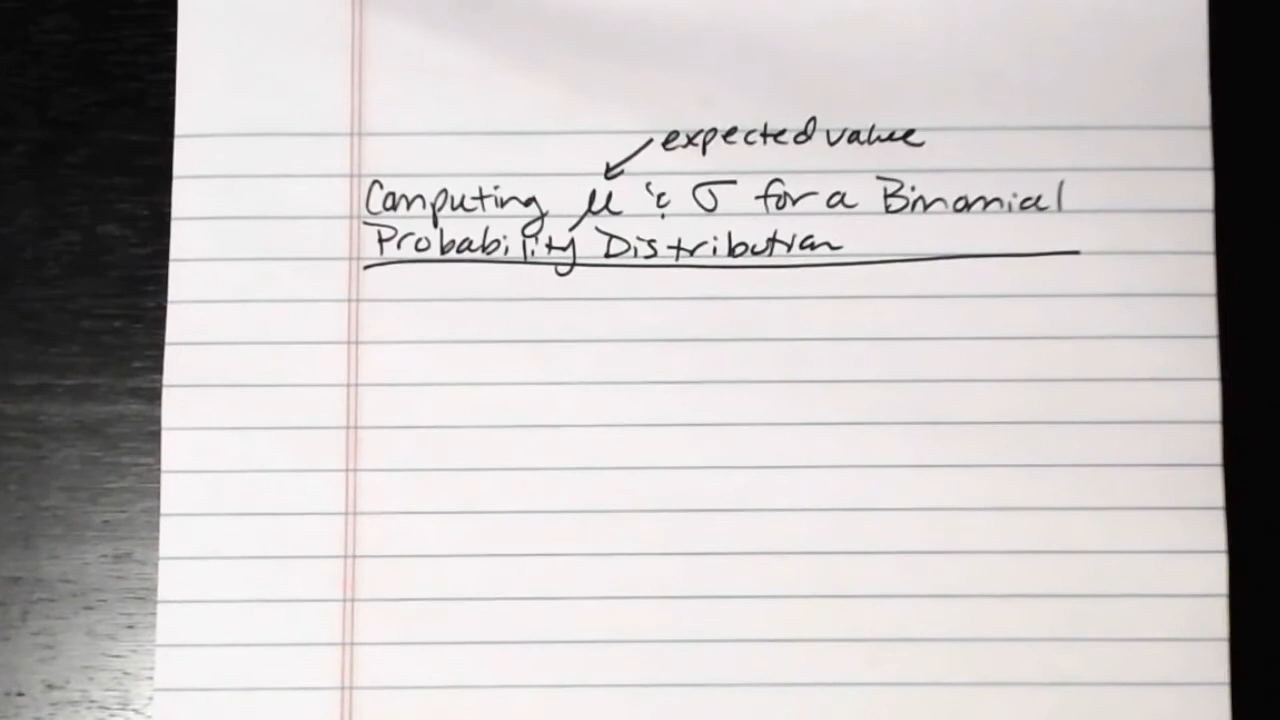 expected value
Computing μ & σ for a Binomial
Probability Distribution